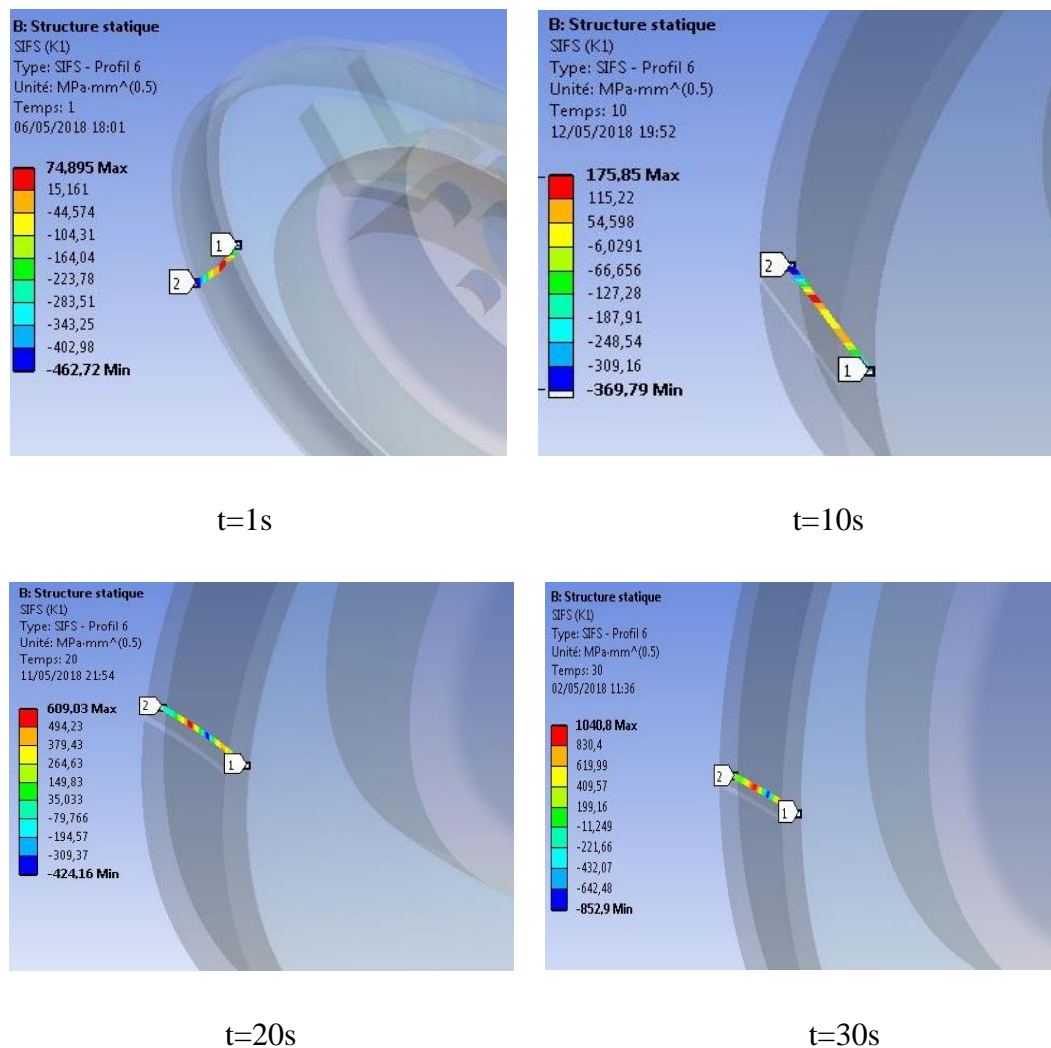 B: Structure statique
SIFS (K1)
Type: SIFS - Profil 6
Unité: MPa·mm^(0.5)
Temps: 1
06/05/2018 18:01
74,895 Max
15,161
-44,574
-104,31
-164,04
-223,78
-283,51
-343,25
-402,98
-462,72 Min
1
2
B: Structure statique
SIFS (K1)
Type: SIFS - Profil 6
Unité: MPa·mm^(0.5)
Temps: 10
12/05/2018 19:52
175,85 Max
115,22
54,598
-6,0291
-66,656
-127,28
-187,91
-248,54
-309,16
-369,79 Min
2
1
t=1s
t=10s
B: Structure statique
SIFS (K1)
Type: SIFS - Profil 6
Unité: MPa·mm^(0.5)
Temps: 20
11/05/2018 21:54
609,03 Max
494,23
379,43
264,63
149,83
35,033
-79,766
-194,57
-309,37
-424,16 Min
2
1
B: Structure statique
SIFS (K1)
Type: SIFS - Profil 6
Unité: MPa·mm^(0.5)
Temps: 30
02/05/2018 11:36
1040,8 Max
830,4
619,99
409,57
199,16
-11,249
-221,66
-432,07
-642,48
-852,9 Min
2
1
t=20s
t=30s